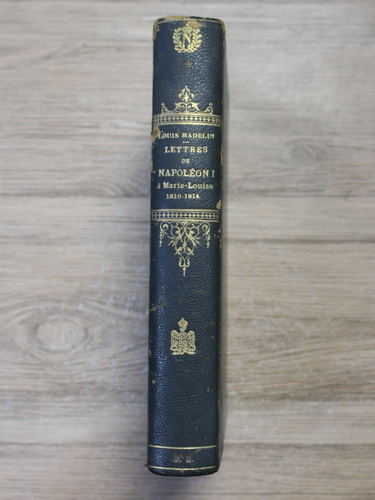 N
LOUIS MADELIN
LETTRES
DE
NAPOLÉON I
à Marie-Louise
1810-1814